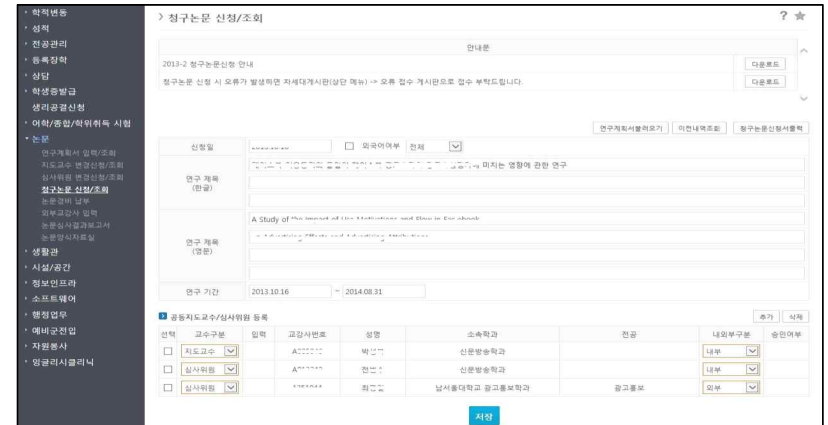 학적변동
성적
전공관리
등록장학
상담
학생증발급
생리공결신청
어학/종합/학위취득 시험
논문
연구계획서 입력/조회
지도교수 변경신청/조회
심사위원 변경신청/조회
청구논문 신청/조회
논문경비 납부
외부교강사 입력
논문심사결과보고서
논문양식자료실
생활관
시설/공간
정보인프라
소프트웨어
행정업무
예비군전입
자원봉사
잉글리시클리닉
> 청구논문 신청/조회 ? ★
안내문
2013-2 청구논문신청 안내 다운로드
청구논문 신청 시 오류가 발생하면 자세대게시판(상단 메뉴) -> 오류 접수 게시판으로 접수 부탁드립니다. 다운로드
연구계획서불러오기 이전내역조회 청구논문신청서출력
신청일 외국어여부 전체
연구 제목 (한글) 미치는 영향에 관한 연구
연구 제목 (영문) A Study of the Impact of Use Motivations and Flow in Facebook
Advertising Effects and Advertising Attributions
연구 기간 2013.10.16 ~ 2014.08.31
공동지도교수/심사위원 등록 추가 삭제
선택 교수구분 입력 교강사번호 성명 소속학과 전공 내외부구분 승인여부
지도교수 신문방송학과 내부
심사위원 신문방송학과 내부
심사위원 남서울대학교 광고홍보학과 광고홍보 외부
저장